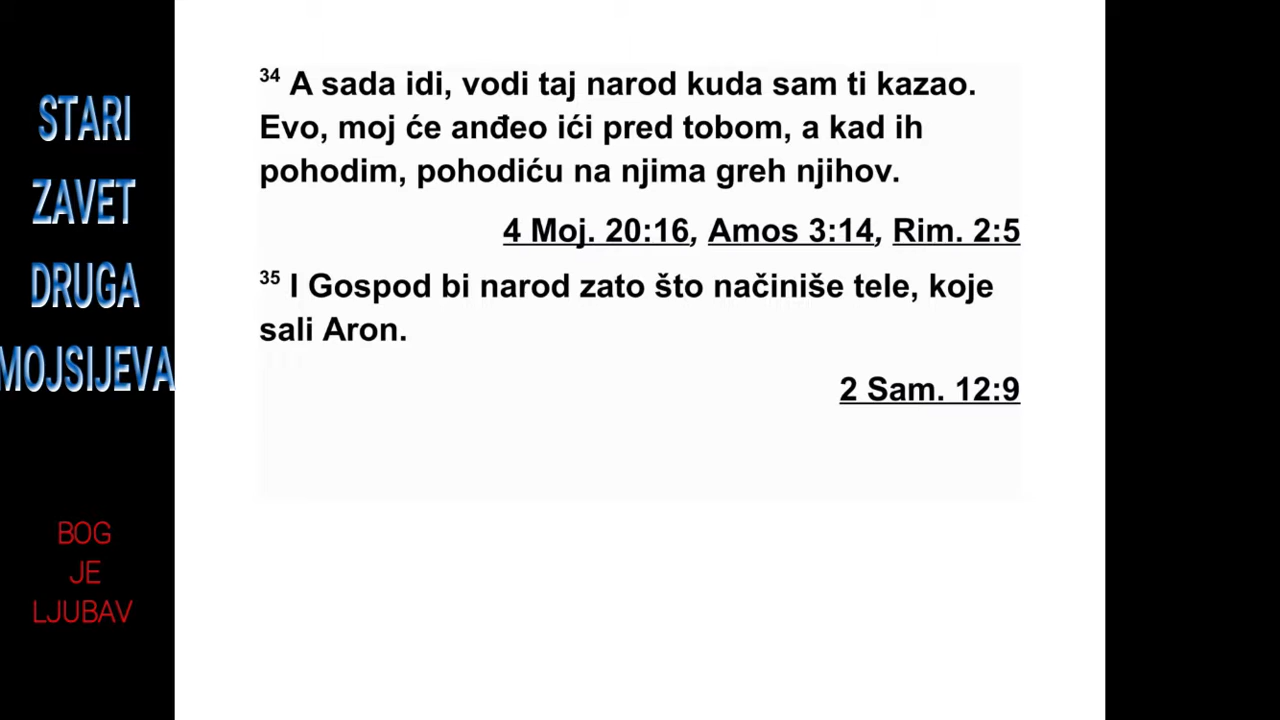 STARI
ZAVET
DRUGA
MOJSIJEVA
BOG
JE
LJUBAV
34 A sada idi, vodi taj narod kuda sam ti kazao.
Evo, moj će anđeo ići pred tobom, a kad ih
pohodim, pohodiću na njima greh njihov.
4 Moj. 20:16, Amos 3:14, Rim. 2:5
35 I Gospod bi narod zato što načiniše tele, koje
sali Aron.
2 Sam. 12:9